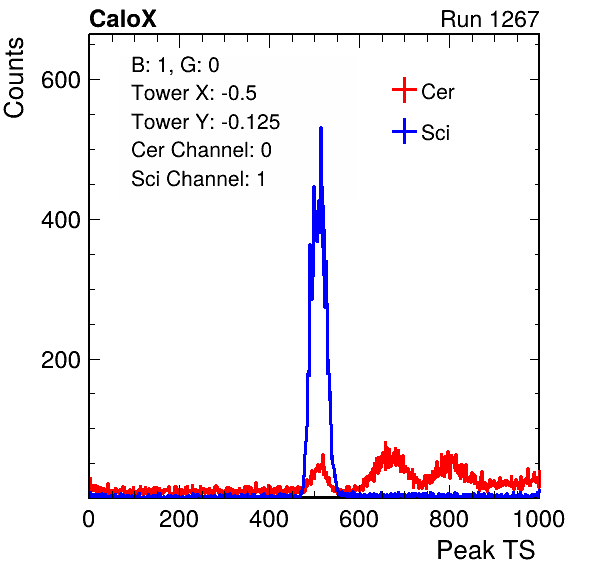 CaloX Run 1267
Counts
B: 1, G: 0
Tower X: -0.5
Tower Y: -0.125
Cer Channel: 0
Sci Channel: 1
Cer
Sci
600
400
200
0 200 400 600 800 1000
Peak TS